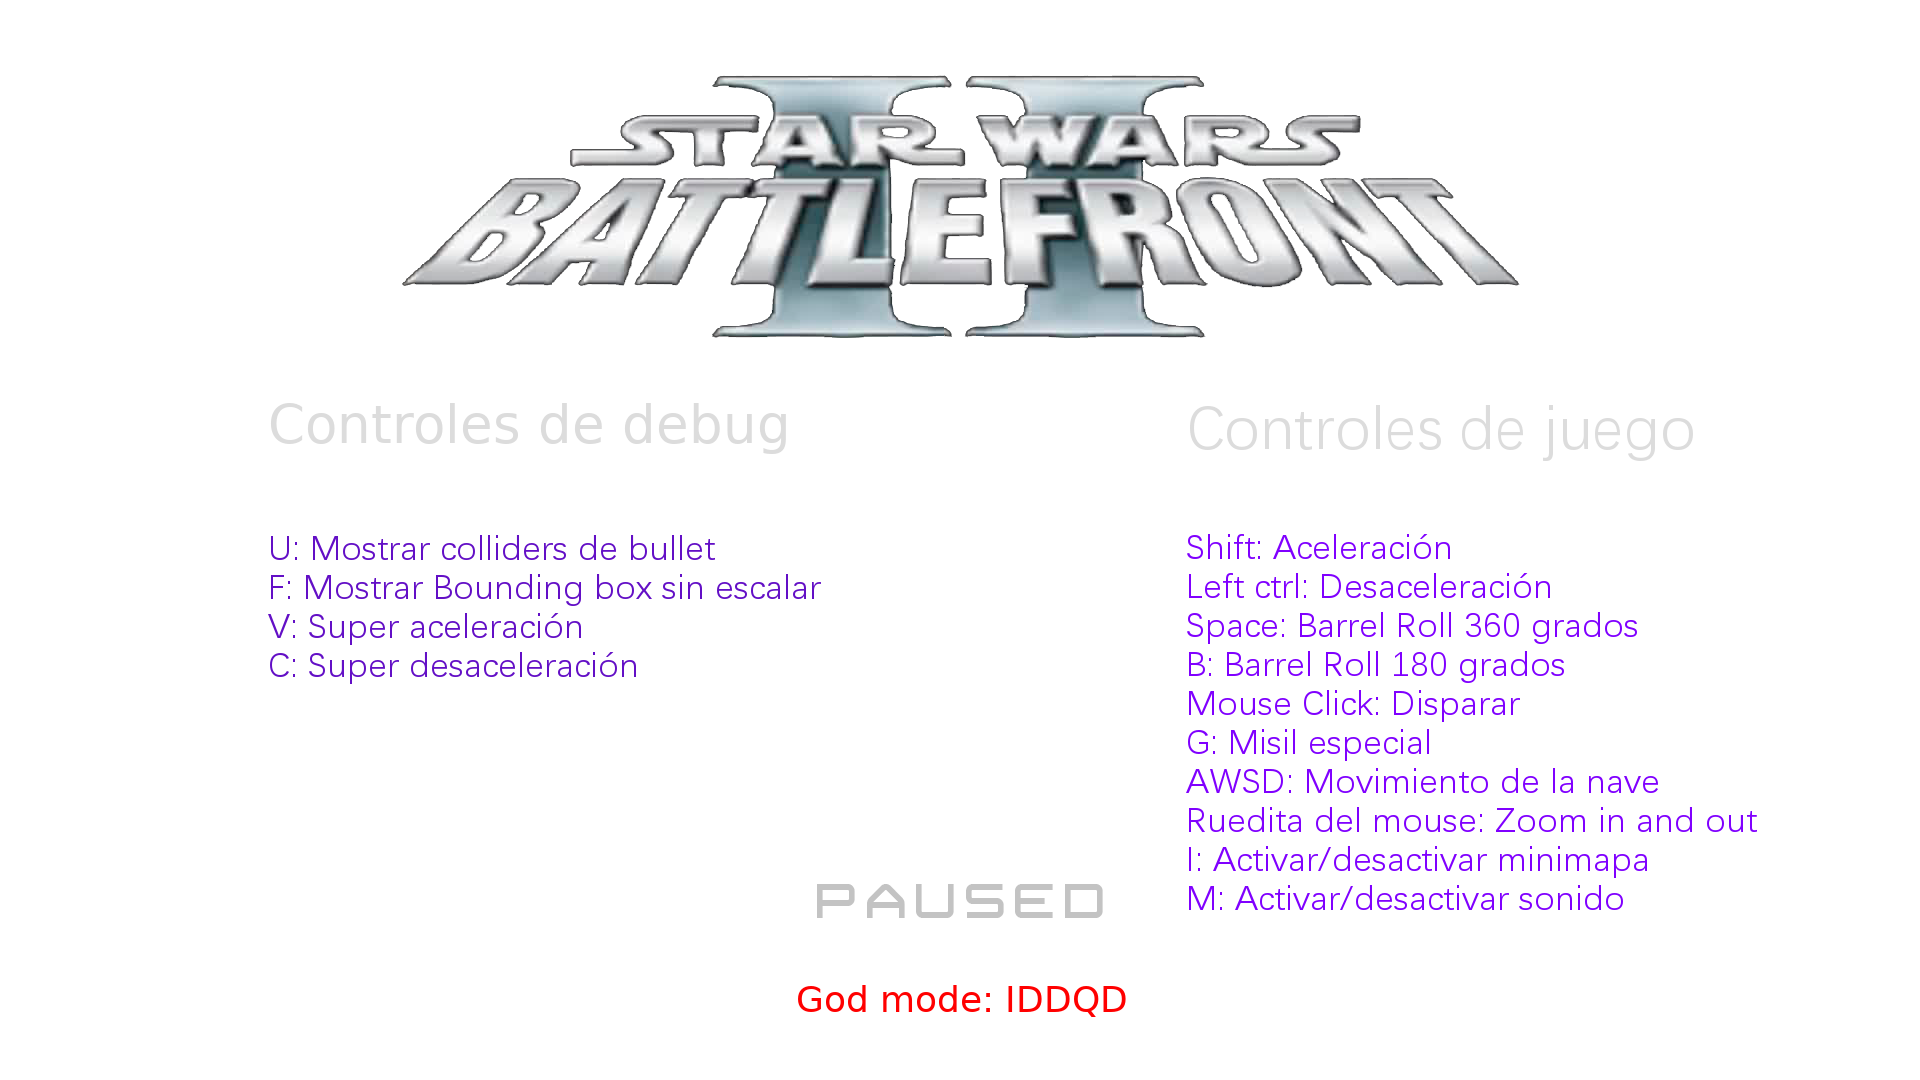 STAR WARS
BATTLEFRONT
II
Controles de debug
U: Mostrar colliders de bullet
F: Mostrar Bounding box sin escalar
V: Super aceleración
C: Super desaceleración
Controles de juego
Shift: Aceleración
Left ctrl: Desaceleración
Space: Barrel Roll 360 grados
B: Barrel Roll 180 grados
Mouse Click: Disparar
G: Misil especial
AWSD: Movimiento de la nave
Ruedita del mouse: Zoom in and out
I: Activar/desactivar minimapa
M: Activar/desactivar sonido
PAUSED
God mode: IDDQD